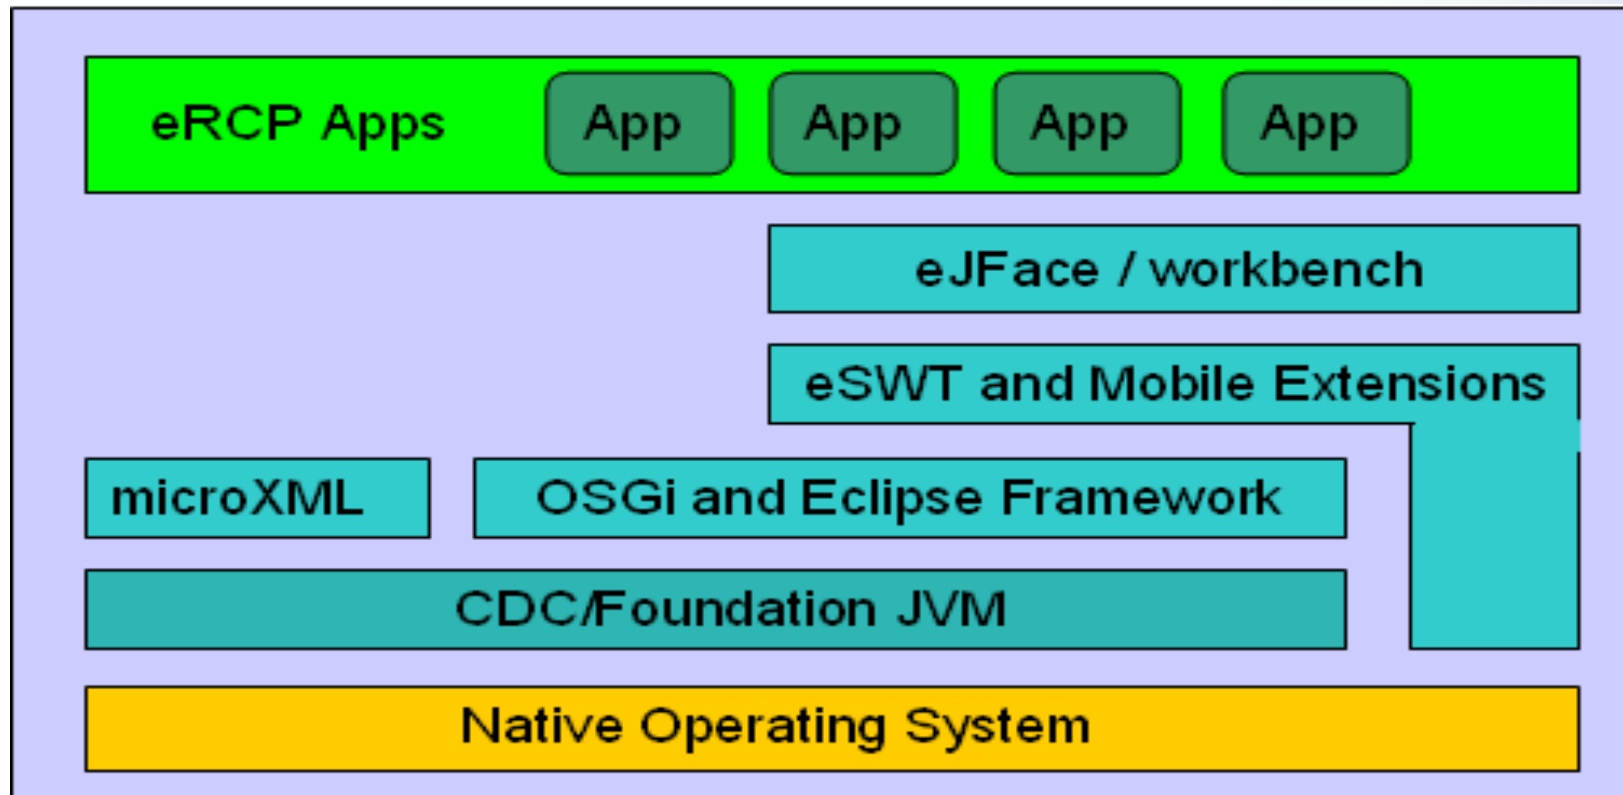 eRCP Apps App App App App
eJFace / workbench
eSWT and Mobile Extensions
microXML OSGi and Eclipse Framework
CDC/Foundation JVM
Native Operating System